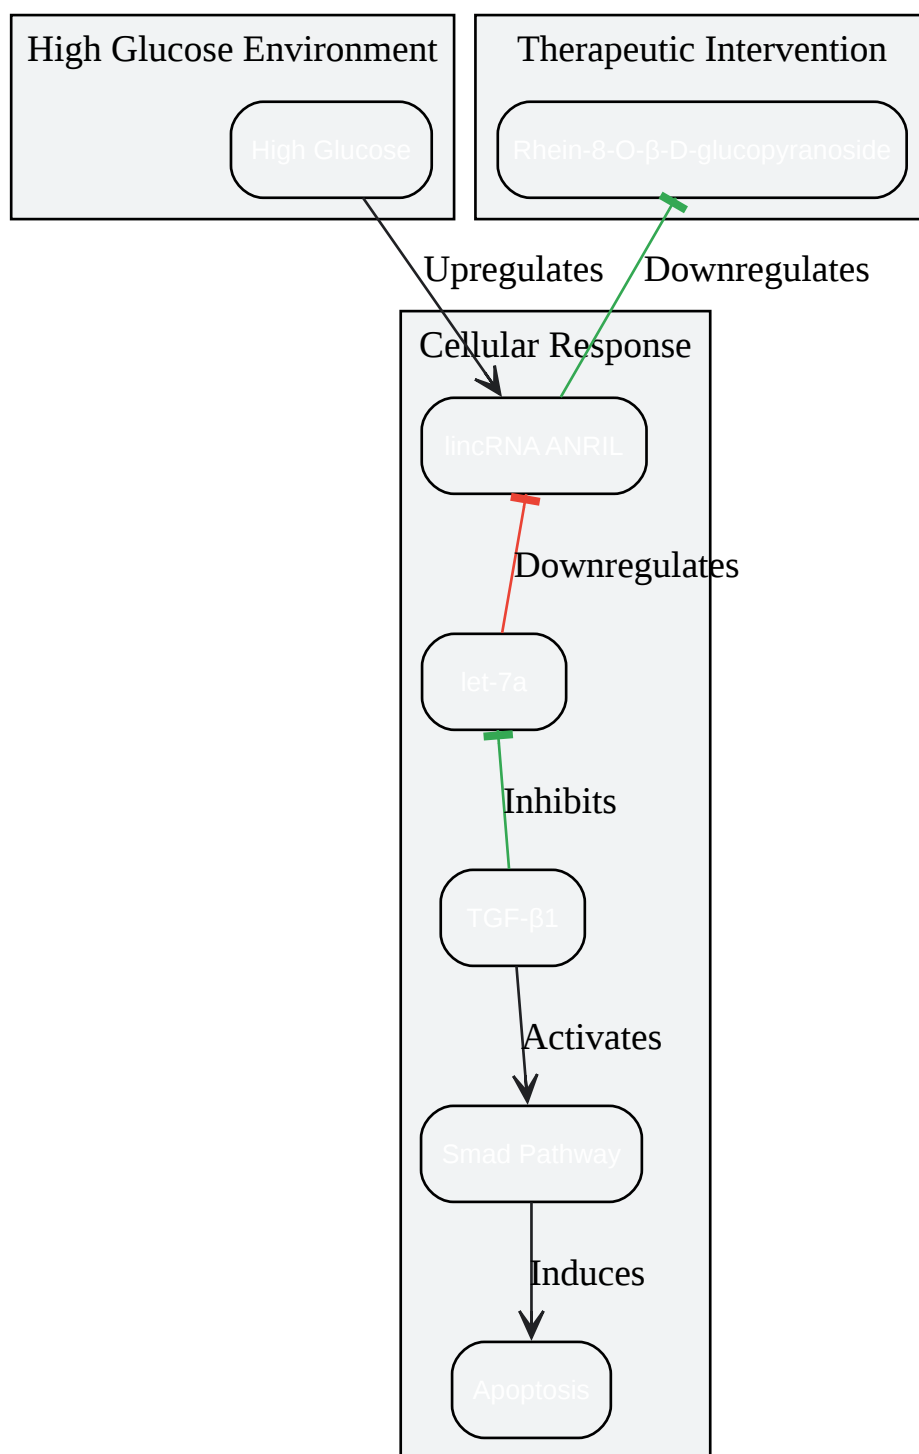 High Glucose Environment
Therapeutic Intervention
High Glucose
Rhein-8-O-β-D-glucopyranoside
Upregulates
Downregulates
Cellular Response
lincRNA ANRIL
Downregulates
let-7a
Inhibits
TGF-β1
Activates
Smad Pathway
Induces
Apoptosis